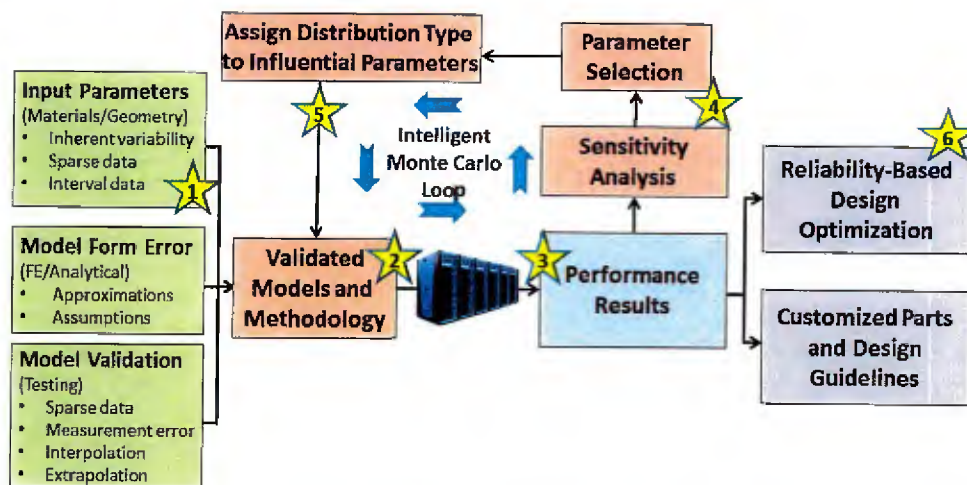 Input Parameters
(Materials/Geometry)
• Inherent variability
• Sparse data
• Interval data
1
Model Form Error
(FE/Analytical)
• Approximations
• Assumptions
Model Validation
(Testing)
• Sparse data
• Measurement error
• Interpolation
• Extrapolation
Assign Distribution Type
to Influential Parameters
5
Intelligent
Monte Carlo
Loop
Validated
Models and
Methodology
2
3
Performance
Results
Sensitivity
Analysis
4
Parameter
Selection
6
Reliability-Based
Design
Optimization
Customized Parts
and Design
Guidelines